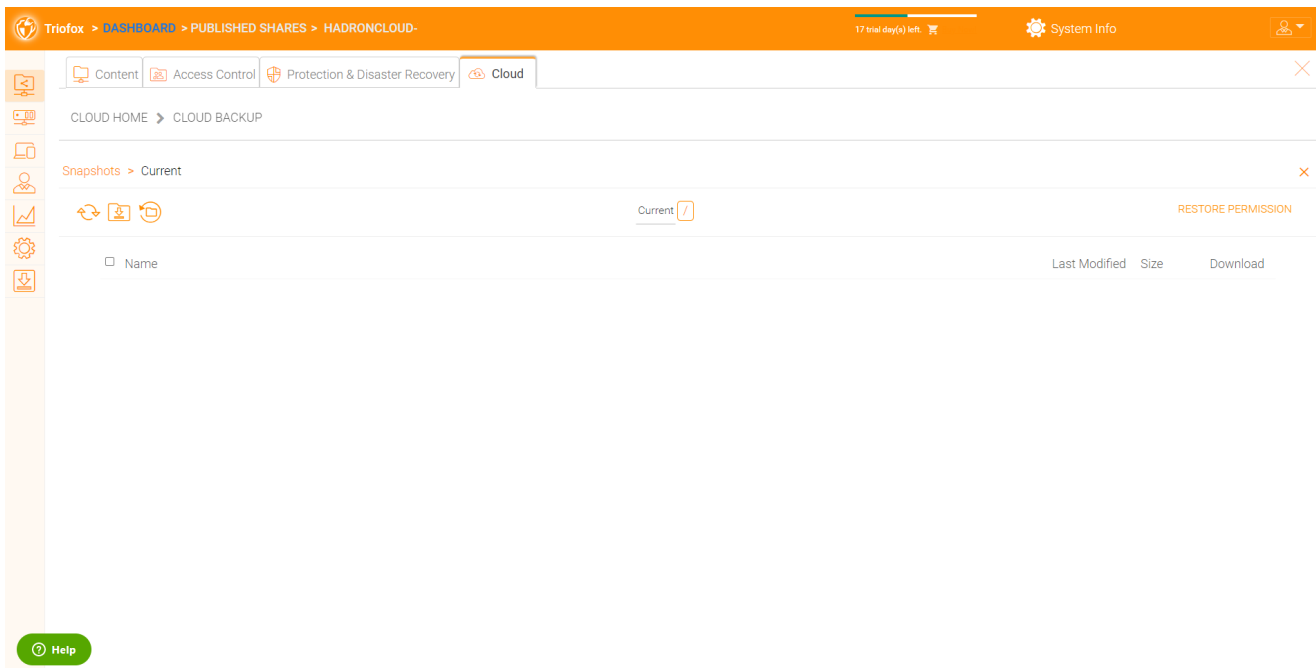 Triofox > DASHBOARD > PUBLISHED SHARES > HADRONCLOUD-
17 trial day(s) left.
System Info
Content
Access Control
Protection & Disaster Recovery
Cloud
CLOUD HOME > CLOUD BACKUP
Snapshots > Current
Current /
RESTORE PERMISSION
Name
Last Modified
Size
Download
? Help